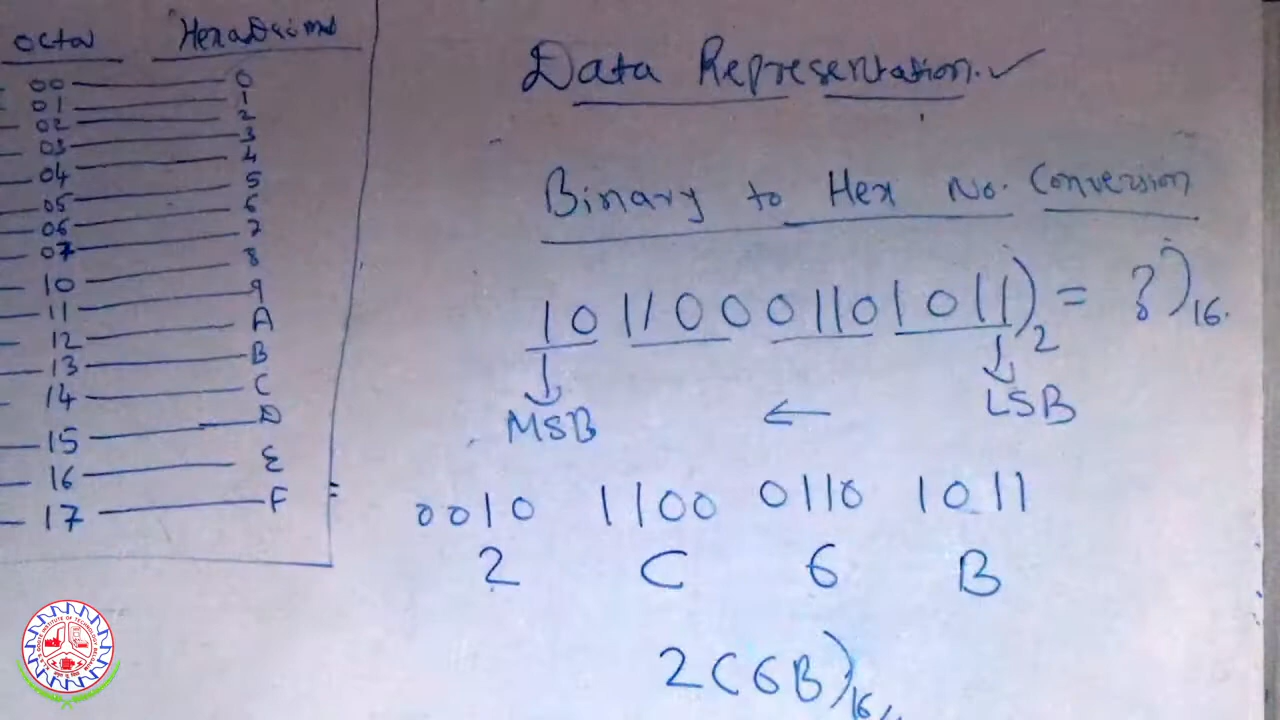 Octal Hexadecimal
00 0
01 1
02 2
03 3
04 4
05 5
06 6
07 7
10 8
11 9
12 A
13 B
14 C
15 D
16 E
17 F
Data Representation. ✓
Binary to Hex No. Conversion
10110001101011)2 = ?)16.
MSB ← LSB
0010 1100 0110 1011
2 C 6 B
2C6B)16